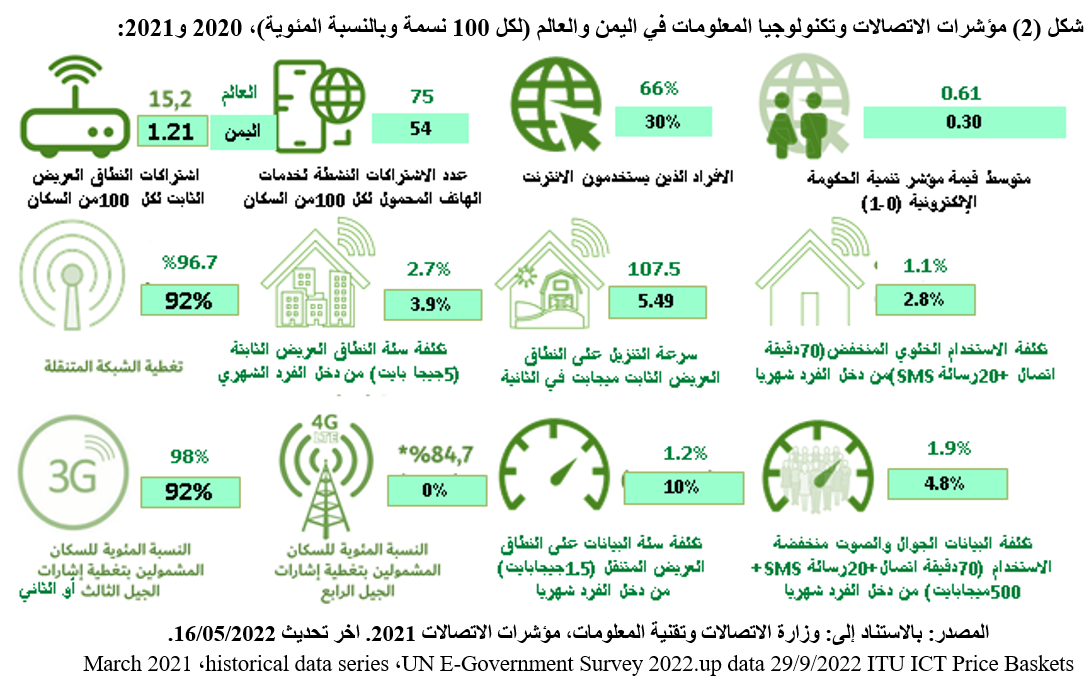 شكل (2) مؤشرات الاتصالات وتكنولوجيا المعلومات في اليمن والعالم (لكل 100 نسمة وبالنسبة المئوية)، 2020 و2021:
0.61
0.30
متوسط قيمة مؤشر تنمية الحكومة
الإلكترونية (0-1)
66%
30%
الافراد الذين يستخدمون الانترنت
75
54
عدد الاشتراكات النشطة لخدمات
الهاتف المحمول لكل 100من السكان
العالم
اليمن
15,2
1.21
اشتراكات النطاق العريض
الثابت لكل 100من السكان
1.1%
2.8%
تكلفة الاستخدام الخلوي المنخفض(70دقيقة
اتصال +20رسالة SMS)من دخل الفرد شهريا
107.5
5.49
سرعة التنزيل على النطاق
العريض الثابت ميجابت في الثانية
2.7%
3.9%
تكلفة سلة النطاق العريض الثابتة
(5جيجا بايت) من دخل الفرد الشهري
%96.7
92%
تغطية الشبكة المتنقلة
1.9%
4.8%
تكلفة البيانات الجوال والصوت منخفضة
الاستخدام (70دقيقة اتصال+20رسالة SMS+
500ميجابايت) من دخل الفرد شهريا
1.2%
10%
تكلفة سلة البيانات على النطاق
العريض المتنقل (1.5جيجابايت)
من دخل الفرد شهريا
4G
LTE
*%84,7
0%
النسبة المئوية للسكان
المشمولين بتغطية إشارات
الجيل الرابع
3G
98%
92%
النسبة المئوية للسكان
المشمولين بتغطية إشارات
الجيل الثالث أو الثاني
المصدر: بالاستناد إلى: وزارة الاتصالات وتقنية المعلومات، مؤشرات الاتصالات 2021. اخر تحديث 16/05/2022.
March 2021 ،historical data series ،UN E-Government Survey 2022.up data 29/9/2022 ITU ICT Price Baskets